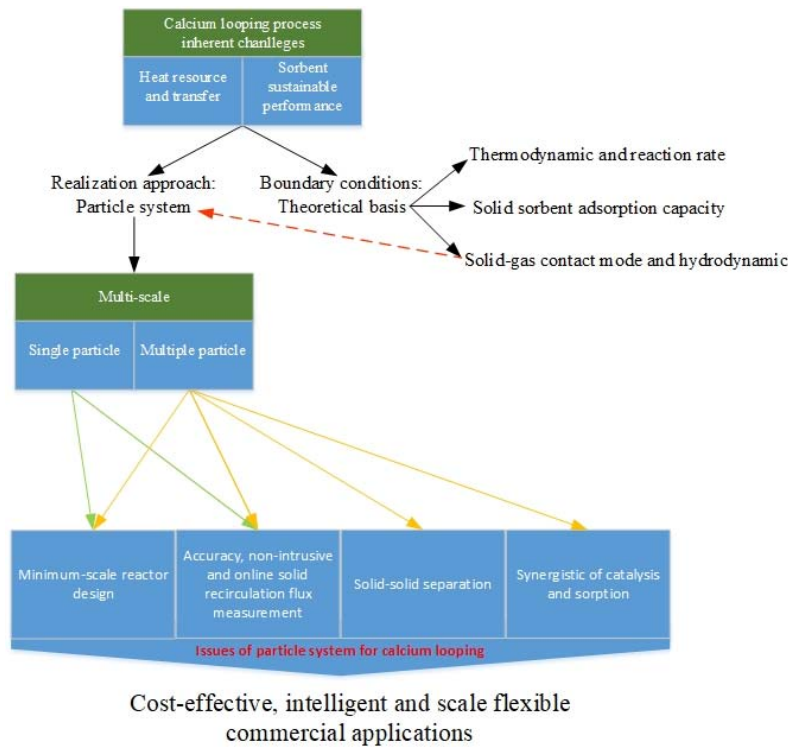 Calcium looping process
inherent chanlleges
Heat resource
and transfer
Sorbent
sustainable
performance
Realization approach:
Particle system
Boundary conditions:
Theoretical basis
Thermodynamic and reaction rate
Solid sorbent adsorption capacity
Solid-gas contact mode and hydrodynamic
Multi-scale
Single particle
Multiple particle
Minimum-scale reactor
design
Accuracy, non-intrusive
and online solid
recirculation flux
measurement
Solid-solid separation
Synergistic of catalysis
and sorption
Issues of particle system for calcium looping
Cost-effective, intelligent and scale flexible
commercial applications